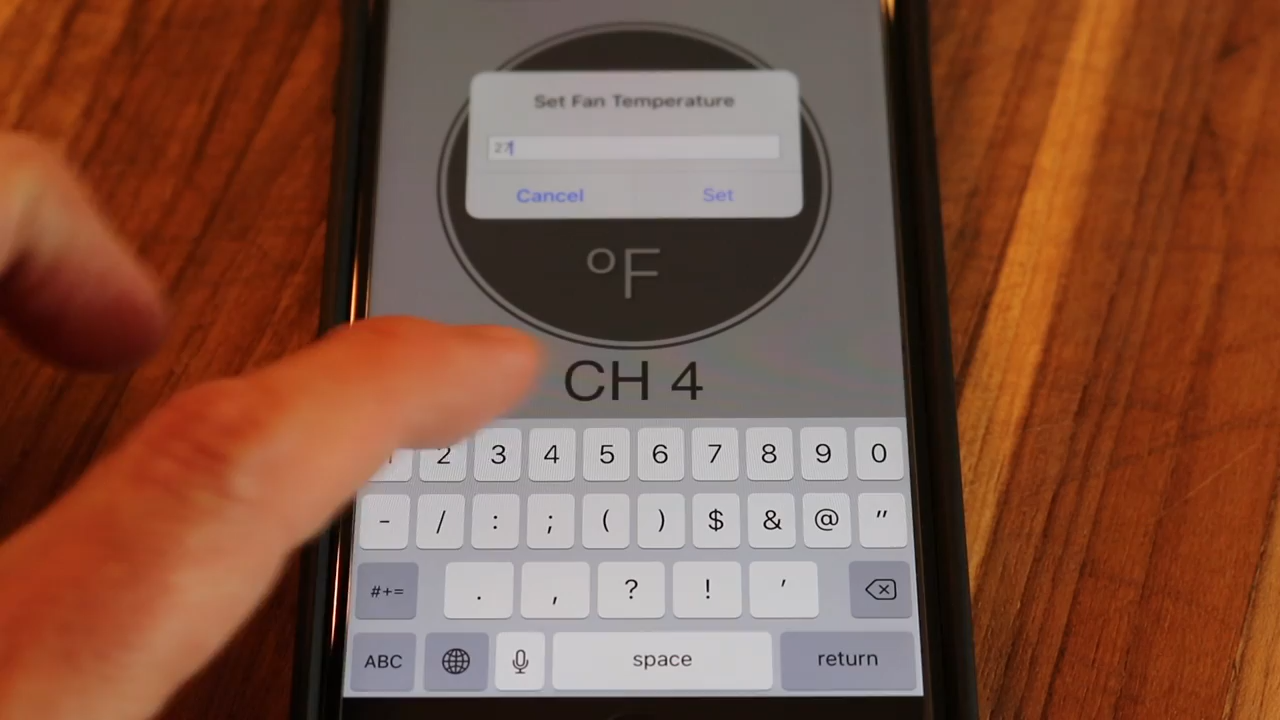 Set Fan Temperature
27
Cancel Set
°F
CH 4
2 3 4 5 6 7 8 9 0
- / : ; ( ) $ & @ "
#+= . , ? ! '
ABC space return